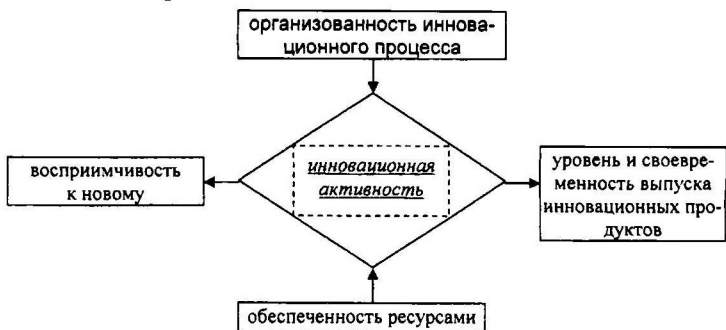 организованность иннова-
ционного процесса
восприимчивость
к новому
инновационная
активность
уровень и своевре-
менность выпуска
инновационных про-
дуктов
обеспеченность ресурсами